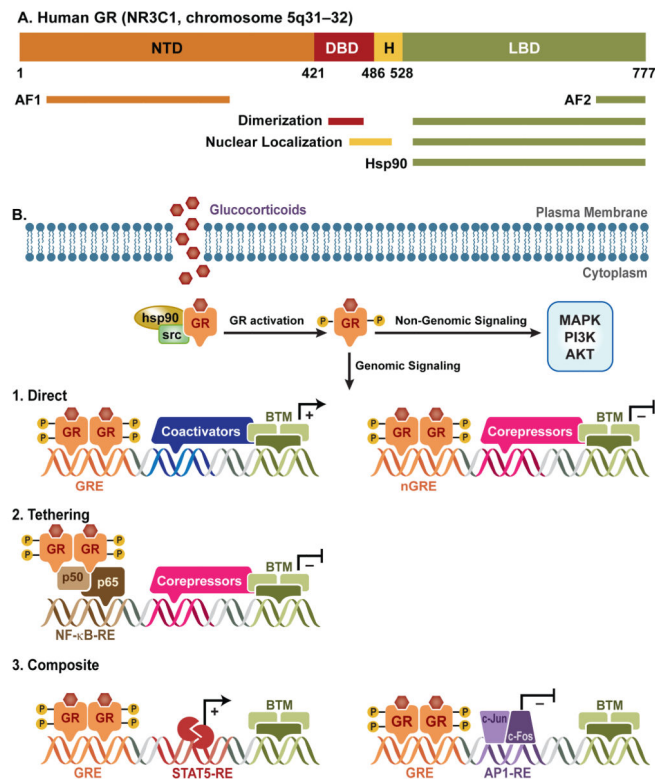 A. Human GR (NR3C1, chromosome 5q31–32)
NTD DBD H LBD
1 421 486 528 777
AF1 AF2
Dimerization
Nuclear Localization
Hsp90
B.
Glucocorticoids
Plasma Membrane
Cytoplasm
hsp90
src
GR
GR activation
P GR P
Non-Genomic Signaling
MAPK
PI3K
AKT
Genomic Signaling
1. Direct
P P GR GR P P
Coactivators
BTM
+
GRE
P P GR GR P P
Corepressors
BTM
–
nGRE
2. Tethering
P P GR GR P P
p50
p65
Corepressors
BTM
–
NF-κB-RE
3. Composite
P P GR GR P P
+
BTM
GRE
STAT5-RE
P P GR GR P P
c-Jun
c-Fos
–
BTM
GRE
AP1-RE